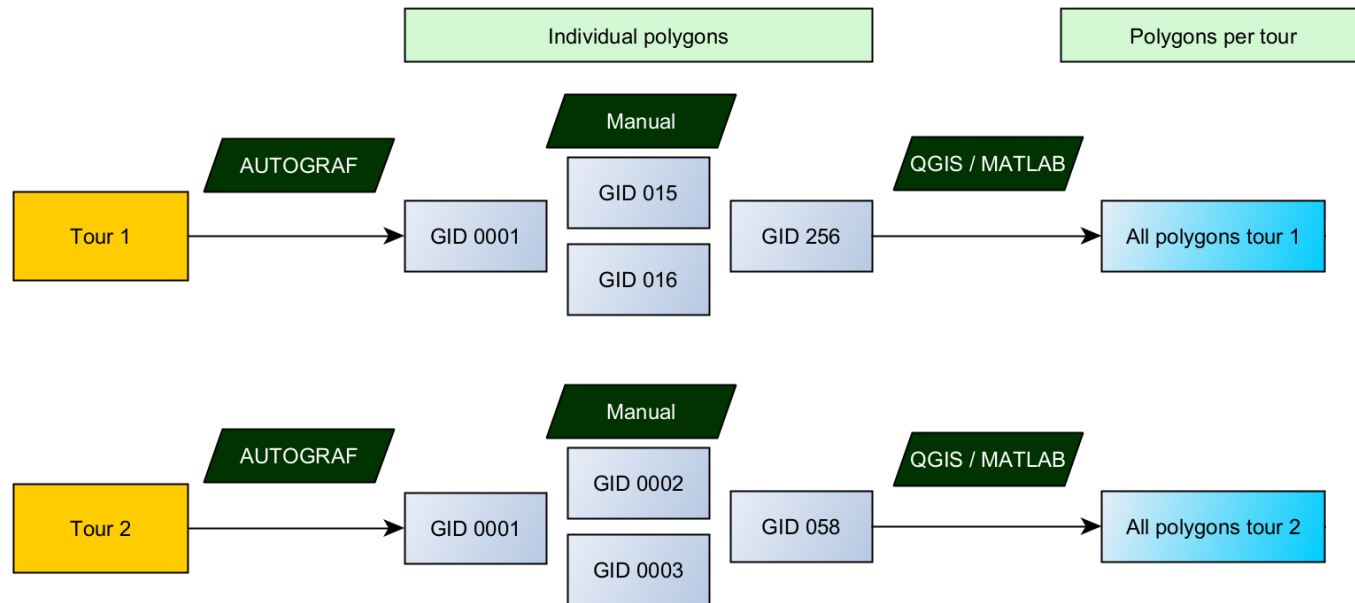 Individual polygons
Polygons per tour
Manual
AUTOGRAF
QGIS / MATLAB
GID 015
Tour 1
GID 0001
GID 256
All polygons tour 1
GID 016
Manual
AUTOGRAF
QGIS / MATLAB
GID 0002
Tour 2
GID 0001
GID 058
All polygons tour 2
GID 0003